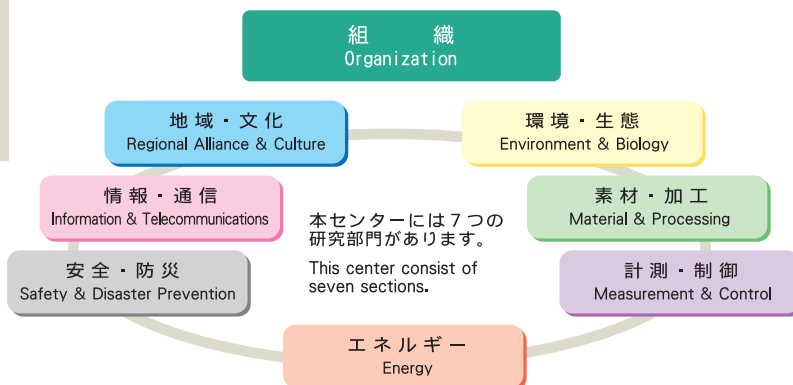 組 織
Organization
地域・文化
Regional Alliance & Culture
環境・生態
Environment & Biology
情報・通信
Information & Telecommunications
素材・加工
Material & Processing
本センターには７つの
研究部門があります。
This center consist of
seven sections.
安全・防災
Safety & Disaster Prevention
計測・制御
Measurement & Control
エネルギー
Energy